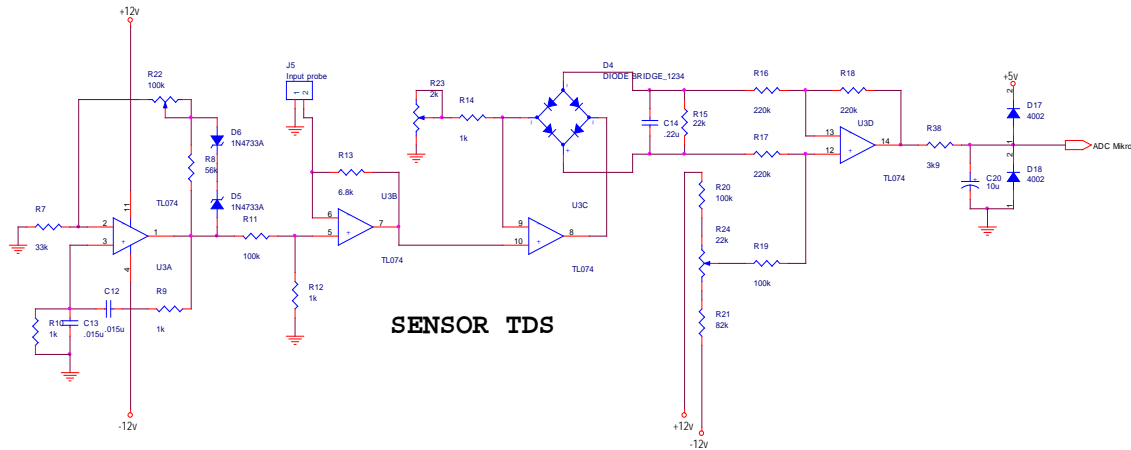 +12v
R22
100k
J5
Input probe
1
2
R23
2k
R14
1k
D4
DIODE BRIDGE_1234
R16
220k
R18
220k
+5v
2
D17
4002
1
D6
1N4733A
R8
56k
D5
1N4733A
C14
.22u
R15
22k
R13
6.8k
R17
220k
U3D
13
12
14
+
TL074
R38
3k9
ADC Mikro
2
D18
4002
1
C20
10u
R7
33k
11
TL074
2
3
1
+
4
U3A
R11
100k
U3B
6
5
7
+
TL074
U3C
9
10
8
+
TL074
R20
100k
R24
22k
R19
100k
R21
82k
C12
.015u
R9
1k
R12
1k
R10
1k
C13
.015u
SENSOR TDS
-12v
+12v
-12v